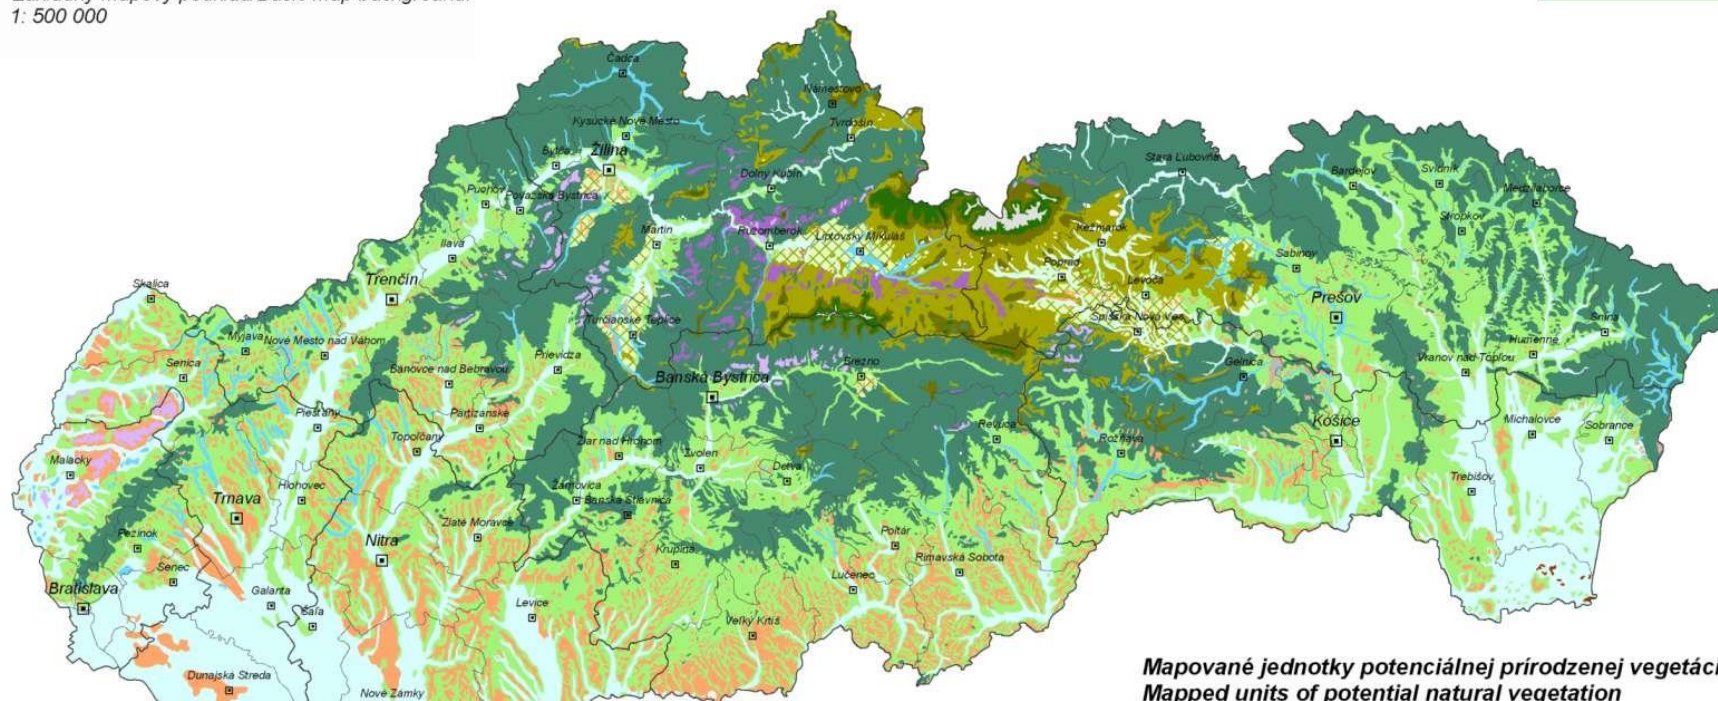 1: 500 000
Čadca
Námestovo
Kysucké Nové Mesto
Tvrdošín
Bytča
Žilina
Stará Ľubovňa
Dolný Kubín
Bardejov
Svidník
Medzilaborce
Púchov
Považská Bystrica
Stropkov
Martin
Ružomberok
Liptovský Mikuláš
Kežmarok
Ilava
Sabinov
Poprad
Trenčín
Levoča
Skalica
Prešov
Turčianske Teplice
Spišská Nová Ves
Snina
Myjava
Nové Mesto nad Váhom
Humenné
Senica
Prievidza
Brezno
Vranov nad Topľou
Bánovce nad Bebravou
Banská Bystrica
Gelnica
Piešťany
Partizánske
Michalovce
Topoľčany
Žiar nad Hronom
Revúca
Košice
Sobrance
Malacky
Zvolen
Rožňava
Detva
Hlohovec
Trnava
Žarnovica
Banská Štiavnica
Trebišov
Pezinok
Zlaté Moravce
Nitra
Poltár
Krupina
Rimavská Sobota
Senec
Bratislava
Galanta
Lučenec
Šaľa
Levice
Veľký Krtíš
Dunajská Streda
Nové Zámky
Mapované jednotky potenciálnej prírodzenej vegetác
Mapped units of potential natural vegetation